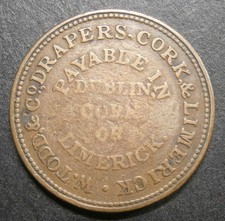 W. TODD & Co. DRAPERS. CORK & LIMERICK.
PAYABLE IN
DUBLIN
CORK
OR
LIMERICK